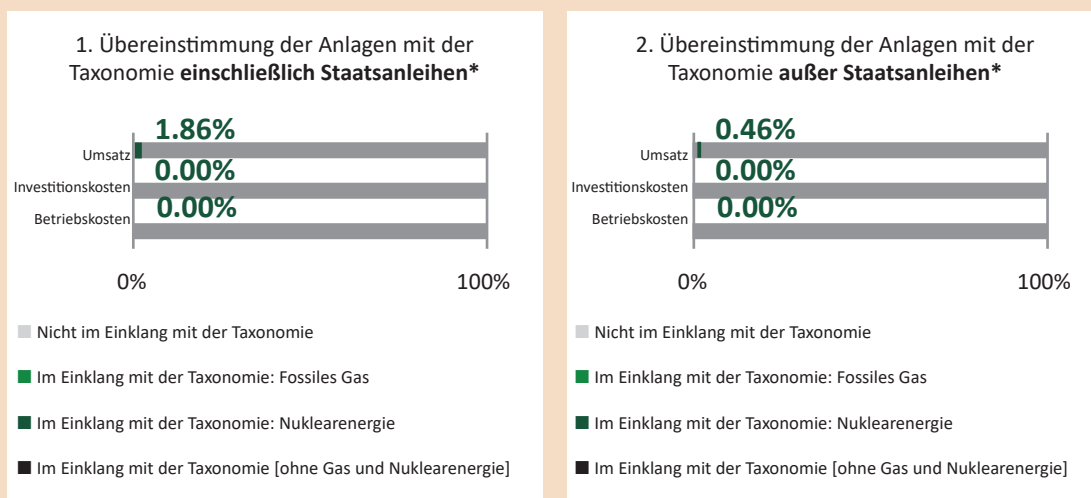 1. Übereinstimmung der Anlagen mit der
Taxonomie einschließlich Staatsanleihen*
1.86%
Umsatz
0.00%
Investitionskosten
0.00%
Betriebskosten
0% 100%
Nicht im Einklang mit der Taxonomie
Im Einklang mit der Taxonomie: Fossiles Gas
Im Einklang mit der Taxonomie: Nuklearenergie
Im Einklang mit der Taxonomie [ohne Gas und Nuklearenergie]
2. Übereinstimmung der Anlagen mit der
Taxonomie außer Staatsanleihen*
0.46%
Umsatz
0.00%
Investitionskosten
0.00%
Betriebskosten
0% 100%
Nicht im Einklang mit der Taxonomie
Im Einklang mit der Taxonomie: Fossiles Gas
Im Einklang mit der Taxonomie: Nuklearenergie
Im Einklang mit der Taxonomie [ohne Gas und Nuklearenergie]